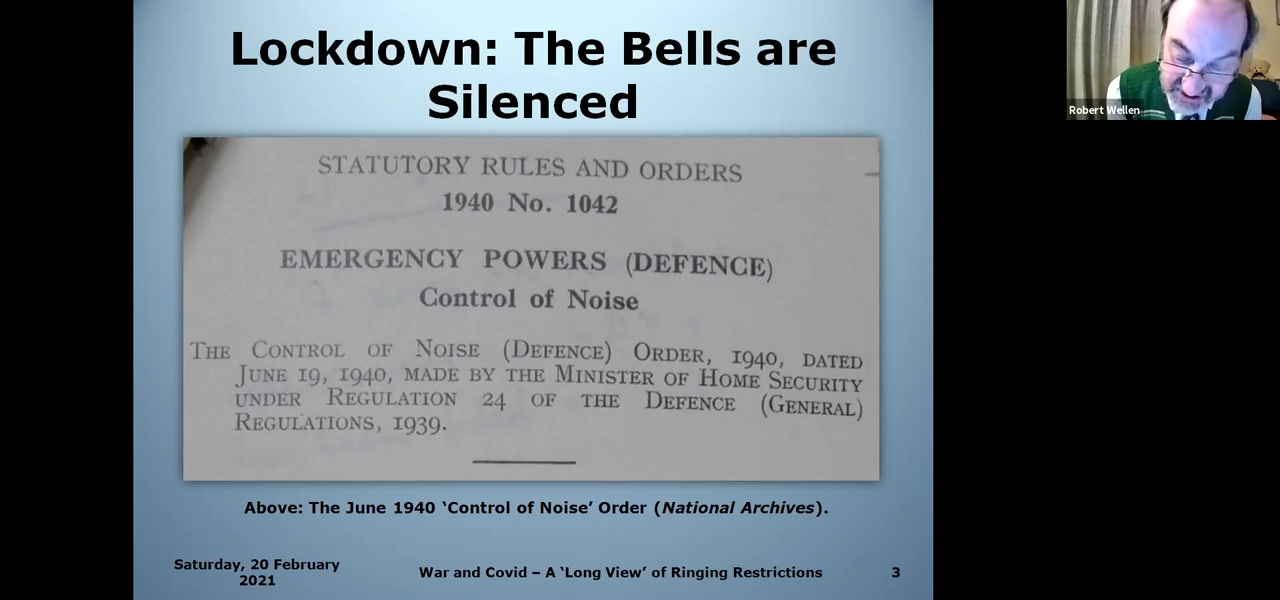 Lockdown: The Bells are
Silenced
STATUTORY RULES AND ORDERS
1940 No. 1042
EMERGENCY POWERS (DEFENCE)
Control of Noise
THE CONTROL OF NOISE (DEFENCE) ORDER, 1940, DATED
JUNE 19, 1940, MADE BY THE MINISTER OF HOME SECURITY
UNDER REGULATION 24 OF THE DEFENCE (GENERAL)
REGULATIONS, 1939.
Above: The June 1940 ‘Control of Noise’ Order (National Archives).
Saturday, 20 February
2021
War and Covid – A ‘Long View’ of Ringing Restrictions
3
Robert Wellen